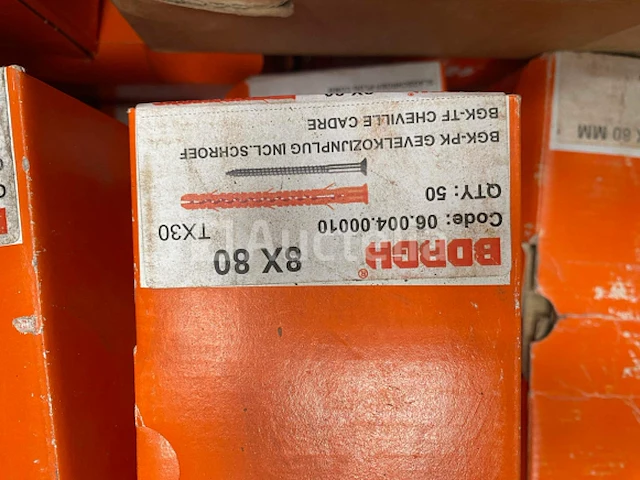 BORGH®
8X 80
Code: 06.004.00010
TX30
QTY: 50
BGK-PK GEVELKOZIJNPLUG INCL.SCHROEF
BGK-TF CHEVILLE CADRE
X 80 MM